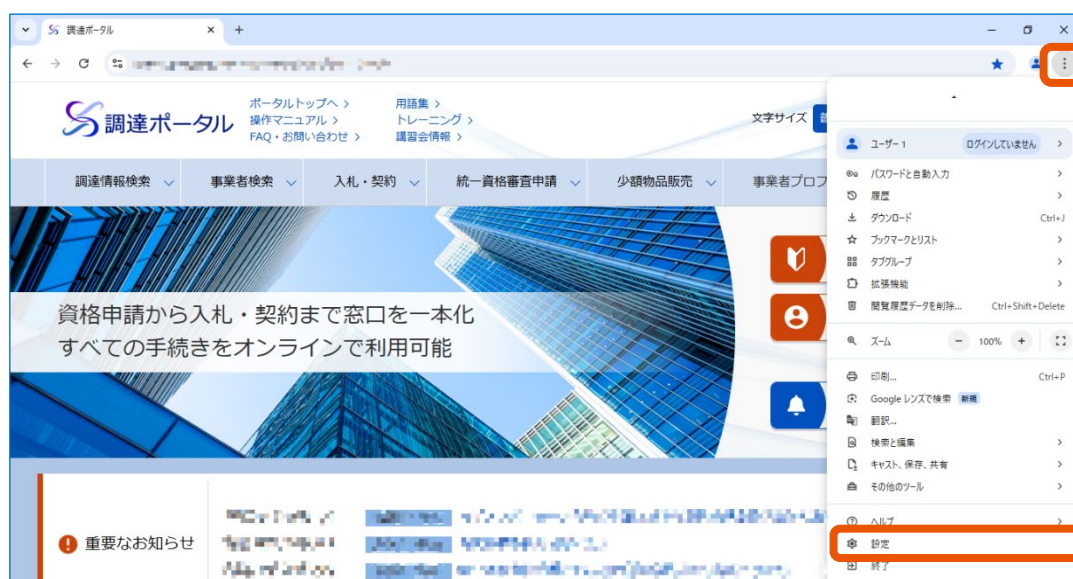 調達ポータル
調達ポータル
ポータルトップへ
操作マニュアル
FAQ・お問い合わせ
用語集
トレーニング
講習会情報
文字サイズ
調達情報検索
事業者検索
入札・契約
統一資格審査申請
少額物品販売
事業者プロフ
資格申請から入札・契約まで窓口を一本化
すべての手続きをオンラインで利用可能
重要なお知らせ
ユーザー 1 ログインしていません
パスワードと自動入力
履歴
ダウンロード Ctrl+J
ブックマークとリスト
タブグループ
拡張機能
閲覧履歴データを削除... Ctrl+Shift+Delete
ズーム - 100% +
印刷... Ctrl+P
Google レンズで検索 新規
翻訳...
検索と編集
キャスト、保存、共有
その他のツール
ヘルプ
設定
終了